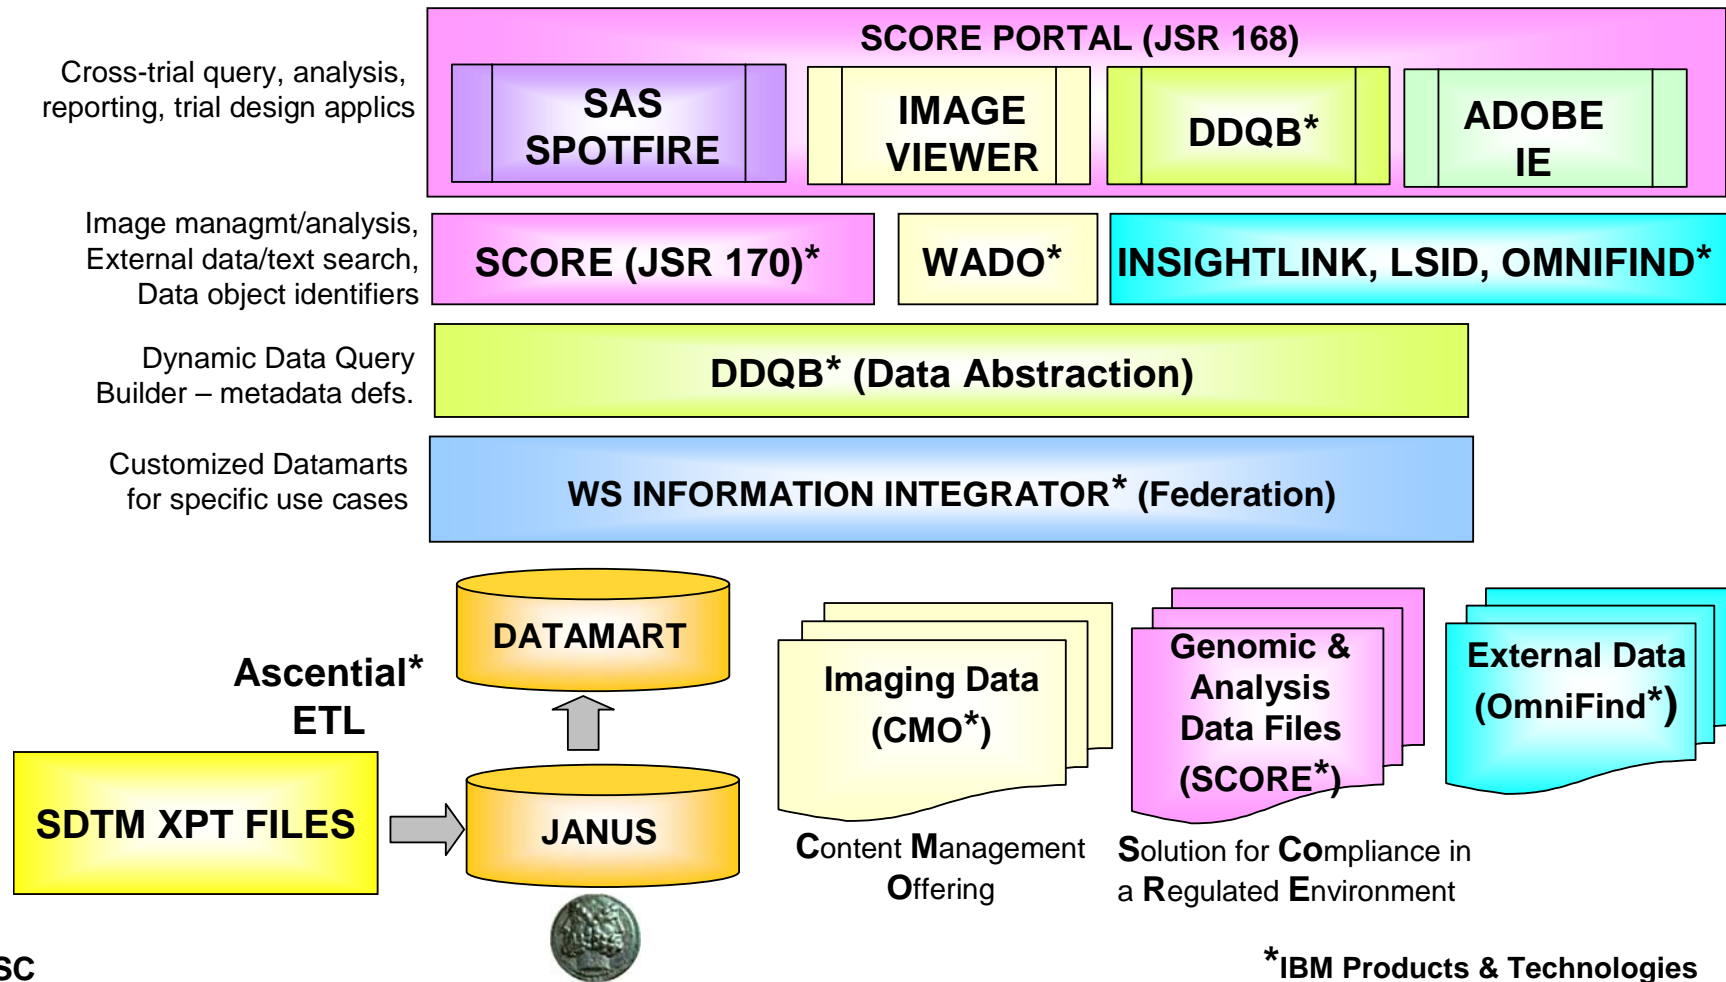 SCORE PORTAL (JSR 168)
Cross-trial query, analysis,
reporting, trial design applics
SAS
SPOTFIRE
IMAGE
VIEWER
DDQB*
ADOBE
IE
Image managmt/analysis,
External data/text search,
Data object identifiers
SCORE (JSR 170)*
WADO*
INSIGHTLINK, LSID, OMNIFIND*
Dynamic Data Query
Builder – metadata defs.
DDQB* (Data Abstraction)
Customized Datamarts
for specific use cases
WS INFORMATION INTEGRATOR* (Federation)
DATAMART
Ascential*
ETL
Imaging Data
(CMO*)
Genomic &
Analysis
Data Files
(SCORE*)
External Data
(OmniFind*)
SDTM XPT FILES
JANUS
Content Management
Offering
Solution for Compliance in
a Regulated Environment
SC
*IBM Products & Technologies